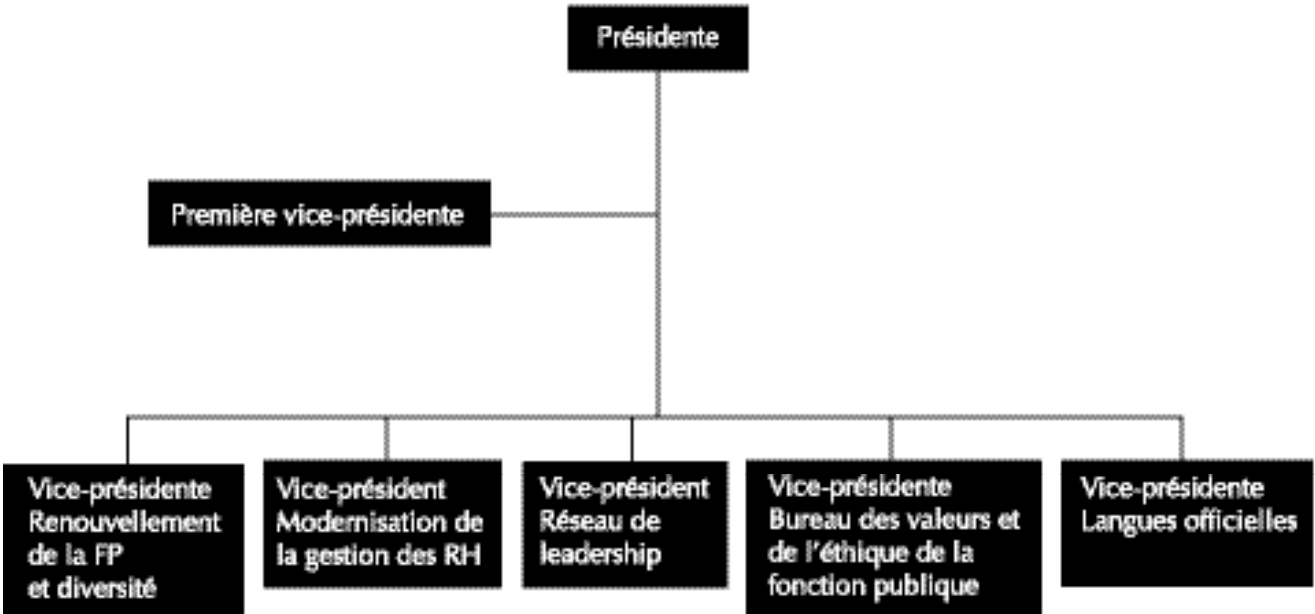 Présidente
Première vice-présidente
Vice-présidente
Renouvellement
de la FP
et diversité
Vice-président
Modernisation de
la gestion des RH
Vice-président
Réseau de
leadership
Vice-présidente
Bureau des valeurs et
de l'éthique de la
fonction publique
Vice-présidente
Langues officielles